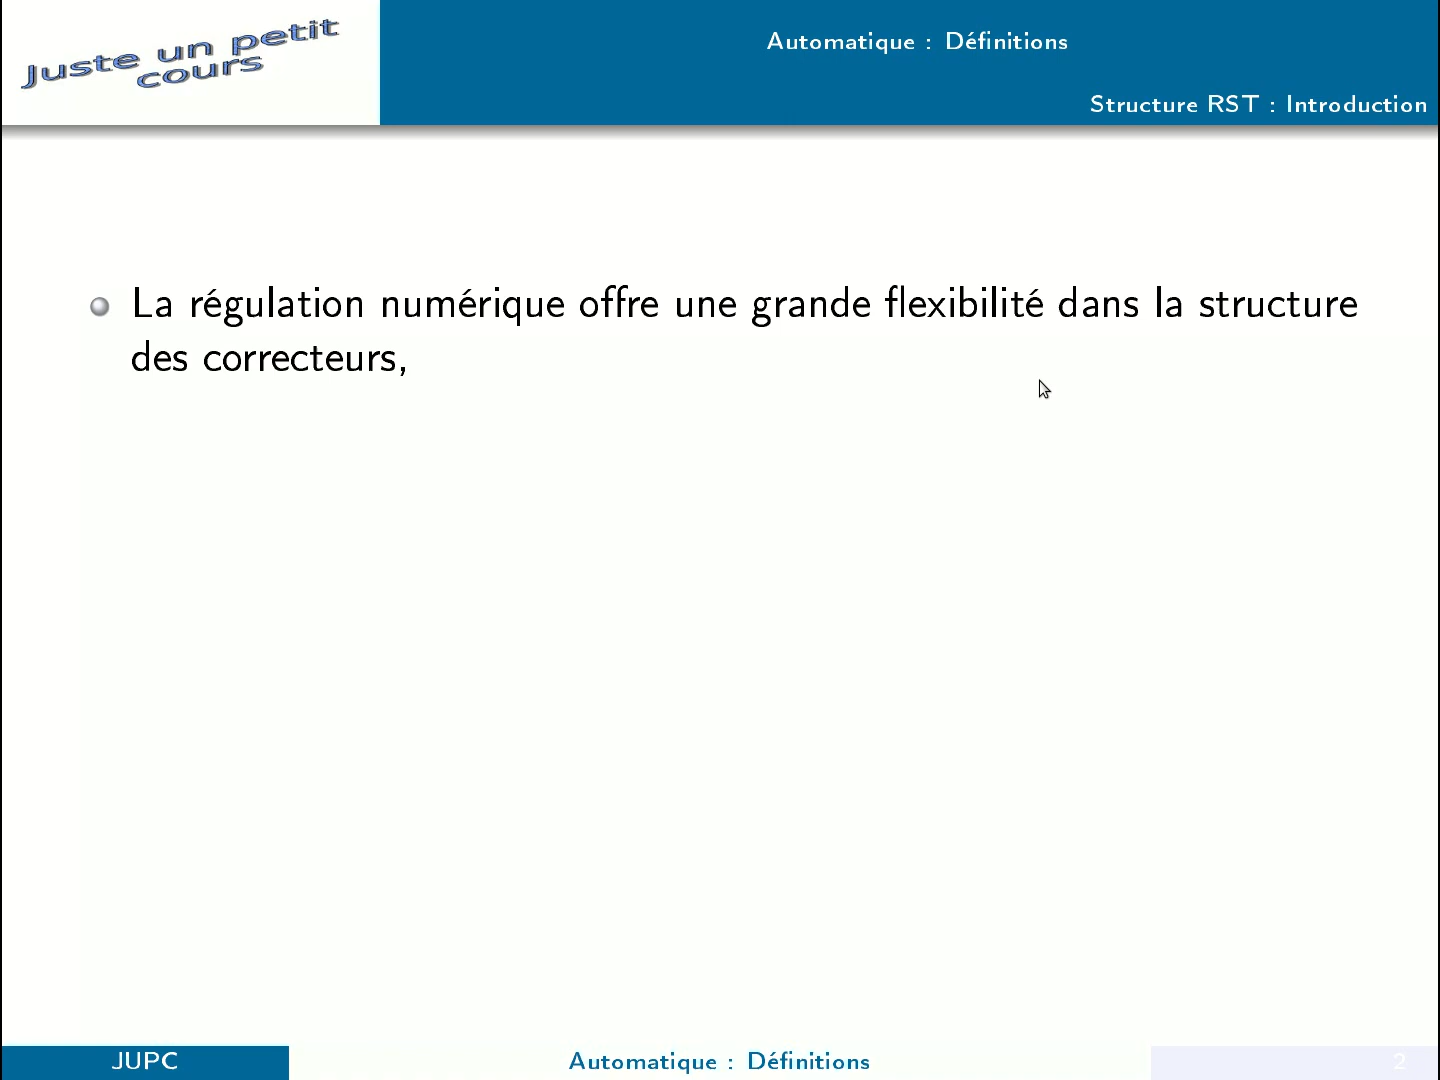 Juste un petit
cours
Automatique : Définitions
Structure RST : Introduction
La régulation numérique offre une grande flexibilité dans la structure
des correcteurs,
JUPC
Automatique : Définitions
2